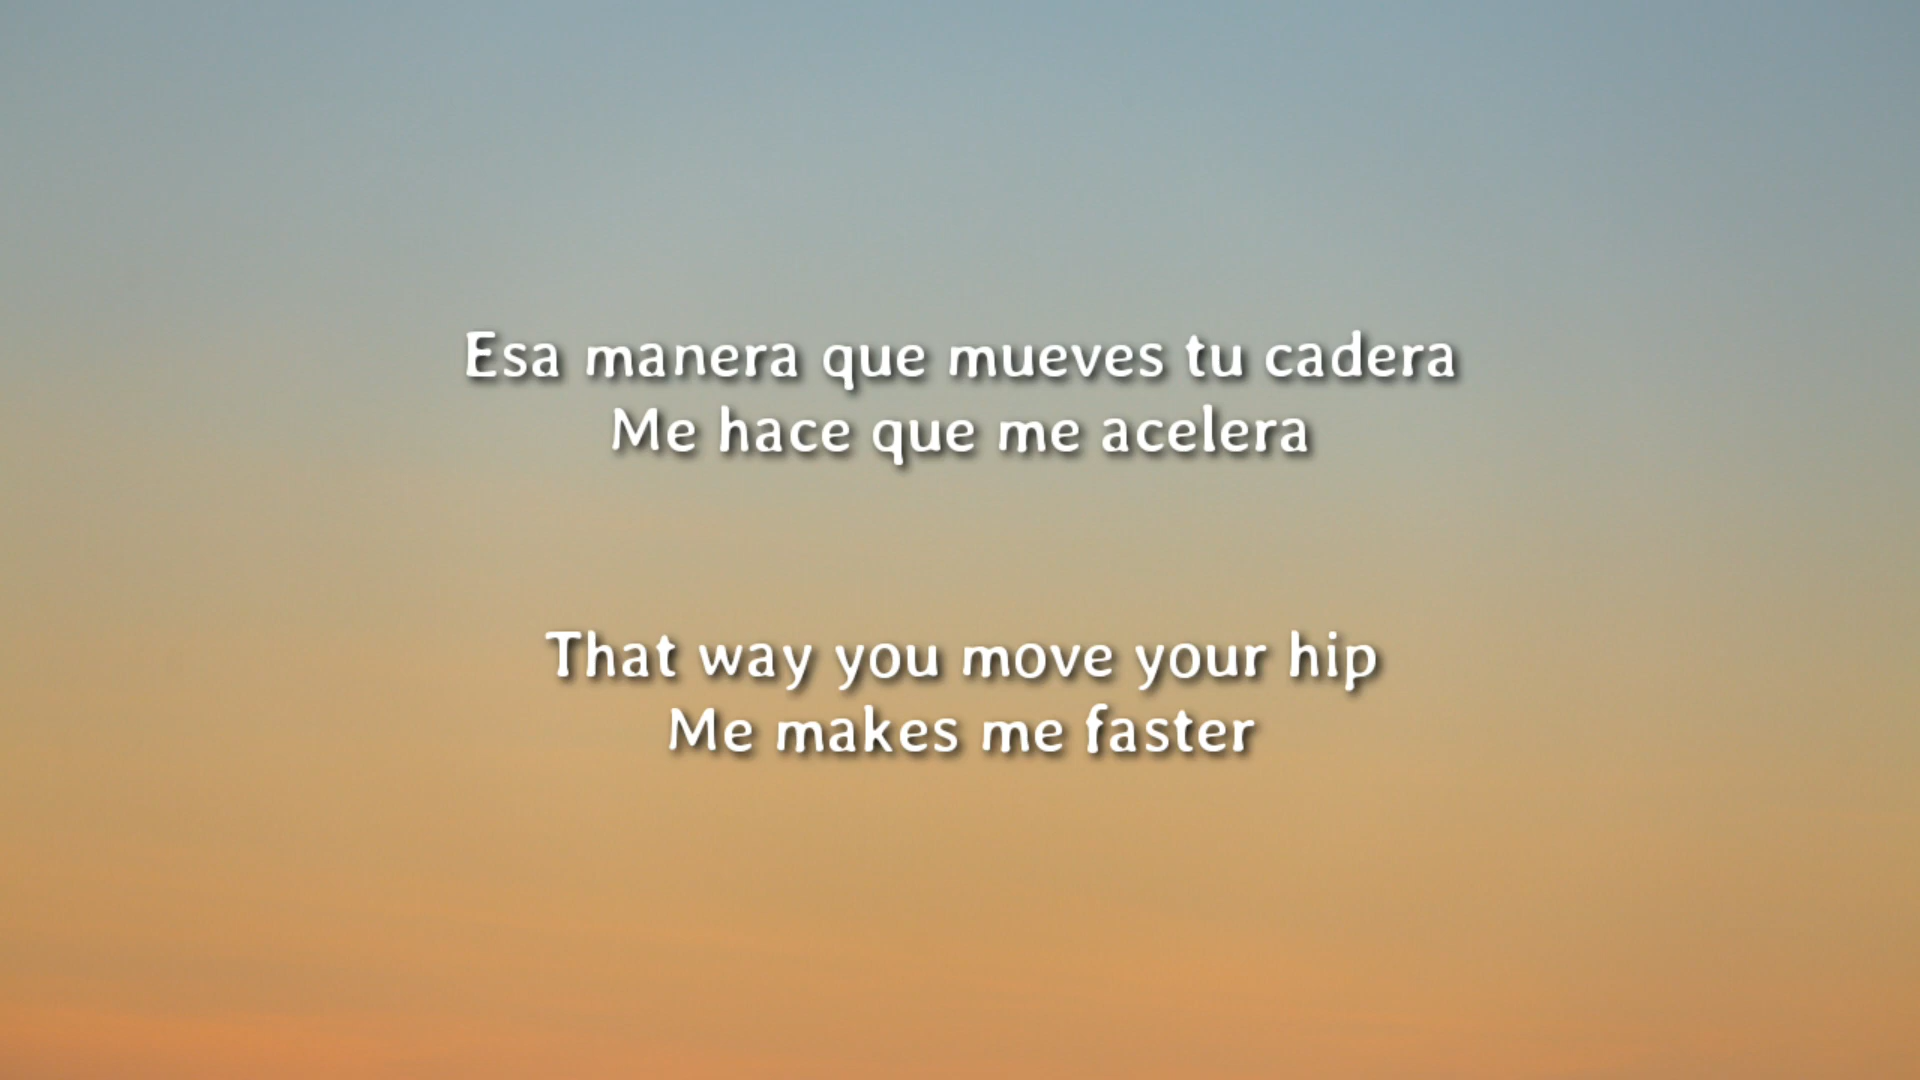 Esa manera que mueves tu cadera
Me hace que me acelera
That way you move your hip
Me makes me faster